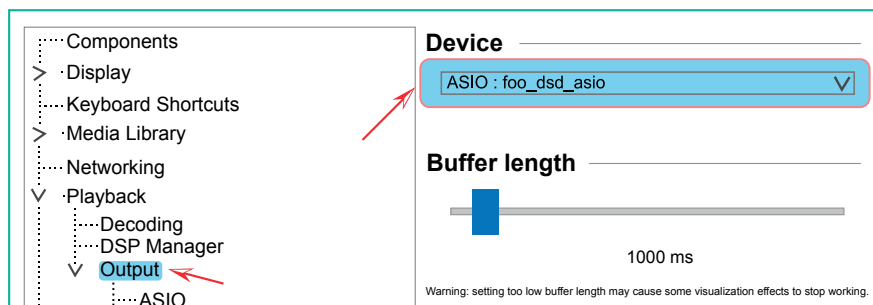 Components
Display
Keyboard Shortcuts
Media Library
Networking
Playback
Decoding
DSP Manager
Output
ASIO
Device
ASIO : foo_dsd_asio
Buffer length
1000 ms
Warning: setting too low buffer length may cause some visualization effects to stop working.